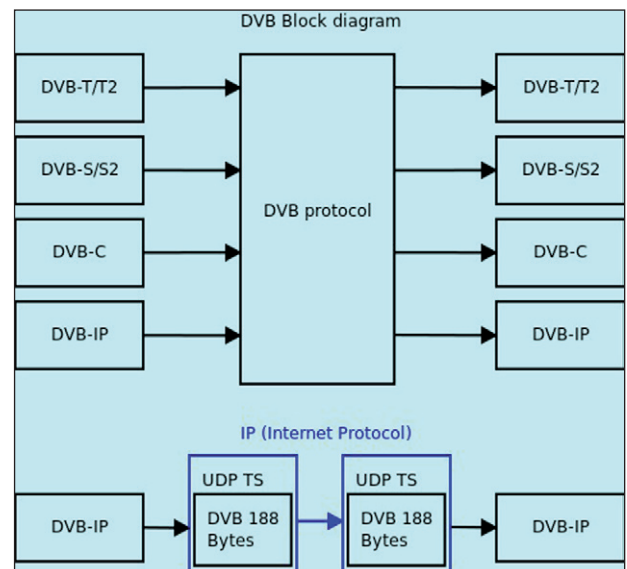 DVB Block diagram
DVB-T/T2
DVB-T/T2
DVB-S/S2
DVB-S/S2
DVB protocol
DVB-C
DVB-C
DVB-IP
DVB-IP
IP (Internet Protocol)
UDP TS
UDP TS
DVB-IP
DVB 188
Bytes
DVB 188
Bytes
DVB-IP